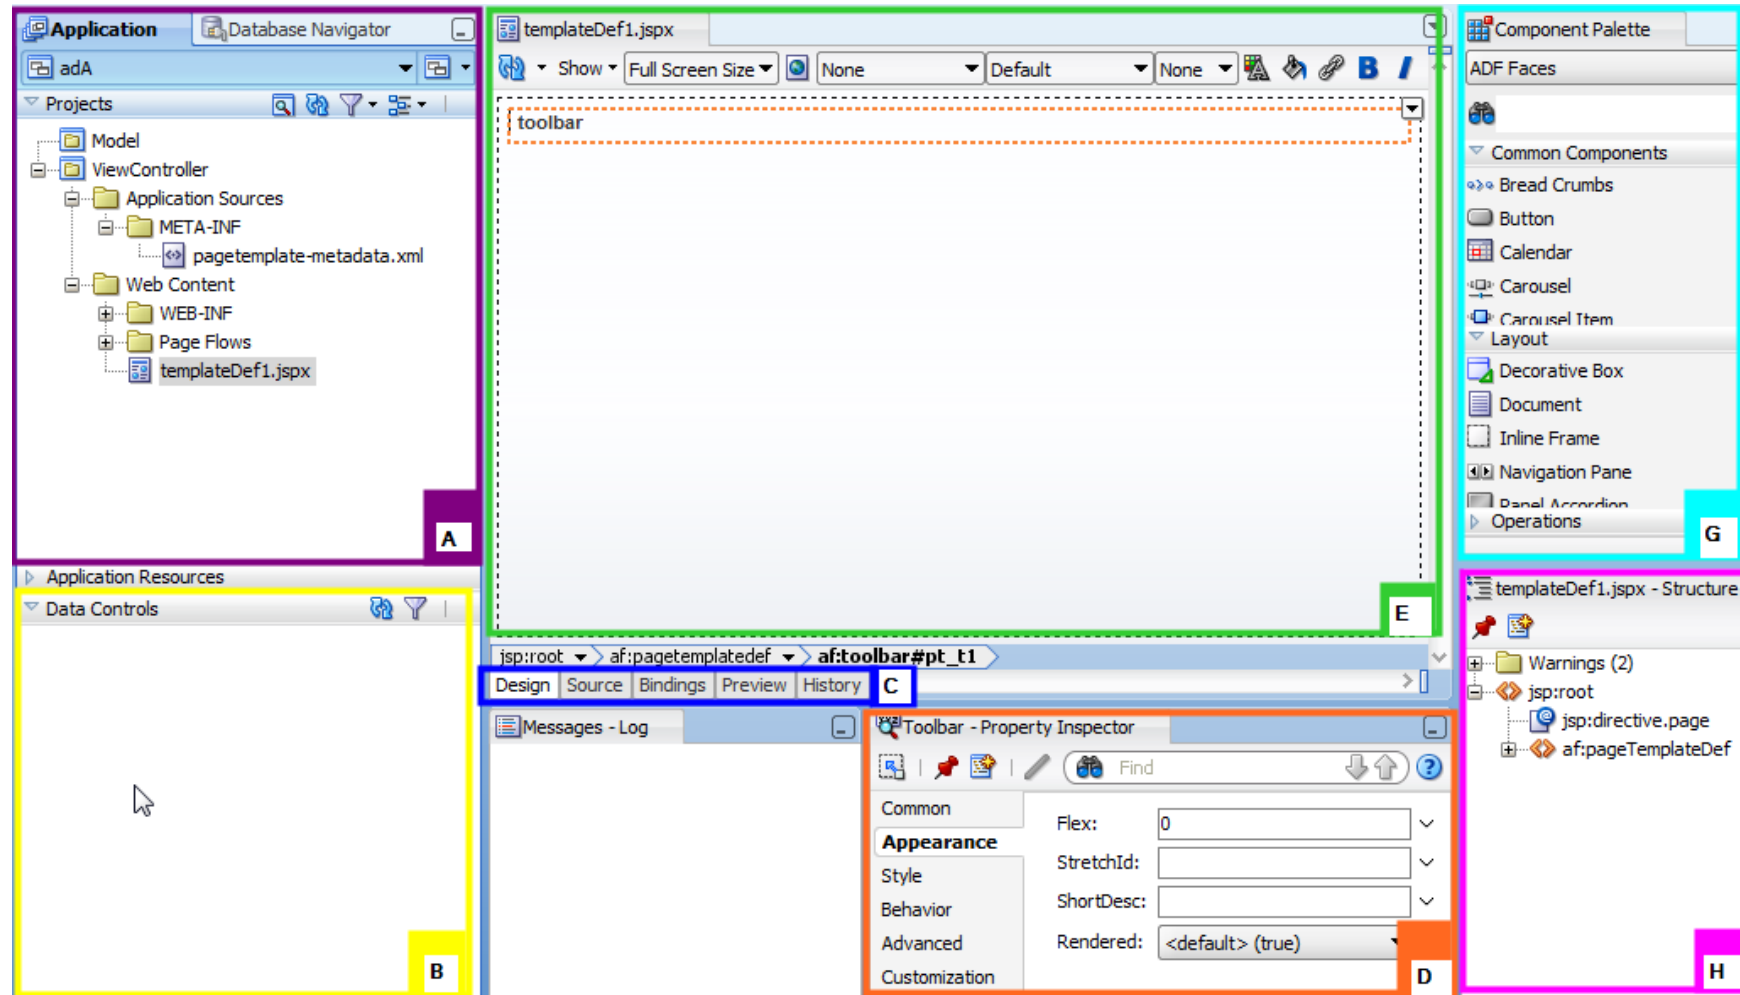 Application
Database Navigator
adA
Projects
Model
ViewController
Application Sources
META-INF
pagetemplate-metadata.xml
Web Content
WEB-INF
Page Flows
templateDef1.jspx
A
Application Resources
Data Controls
B
templateDef1.jspx
Show Full Screen Size None Default None B I
toolbar
E
jsp:root af:pagetemplatedef af:toolbar#pt_t1
Design Source Bindings Preview History C
Messages - Log
Toolbar - Property Inspector
Find
Common
Appearance
Style
Behavior
Advanced
Customization
Flex: 0
StretchId:
ShortDesc:
Rendered: <default> (true)
D
Component Palette
ADF Faces
Common Components
Bread Crumbs
Button
Calendar
Carousel
Carousel Item
Layout
Decorative Box
Document
Inline Frame
Navigation Pane
Panel Accordion
Operations
G
templateDef1.jspx - Structure
Warnings (2)
jsp:root
jsp:directive.page
af:pageTemplateDef
H